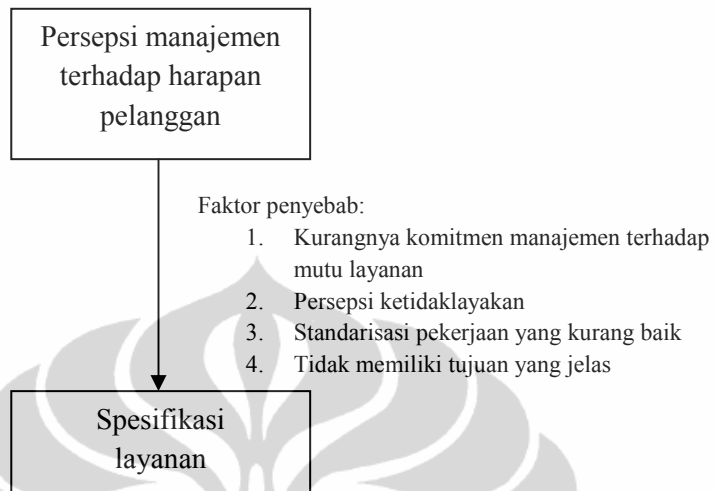 Persepsi manajemen
terhadap harapan
pelanggan
Faktor penyebab:
1. Kurangnya komitmen manajemen terhadap
mutu layanan
2. Persepsi ketidaklayakan
3. Standarisasi pekerjaan yang kurang baik
4. Tidak memiliki tujuan yang jelas
Spesifikasi
layanan